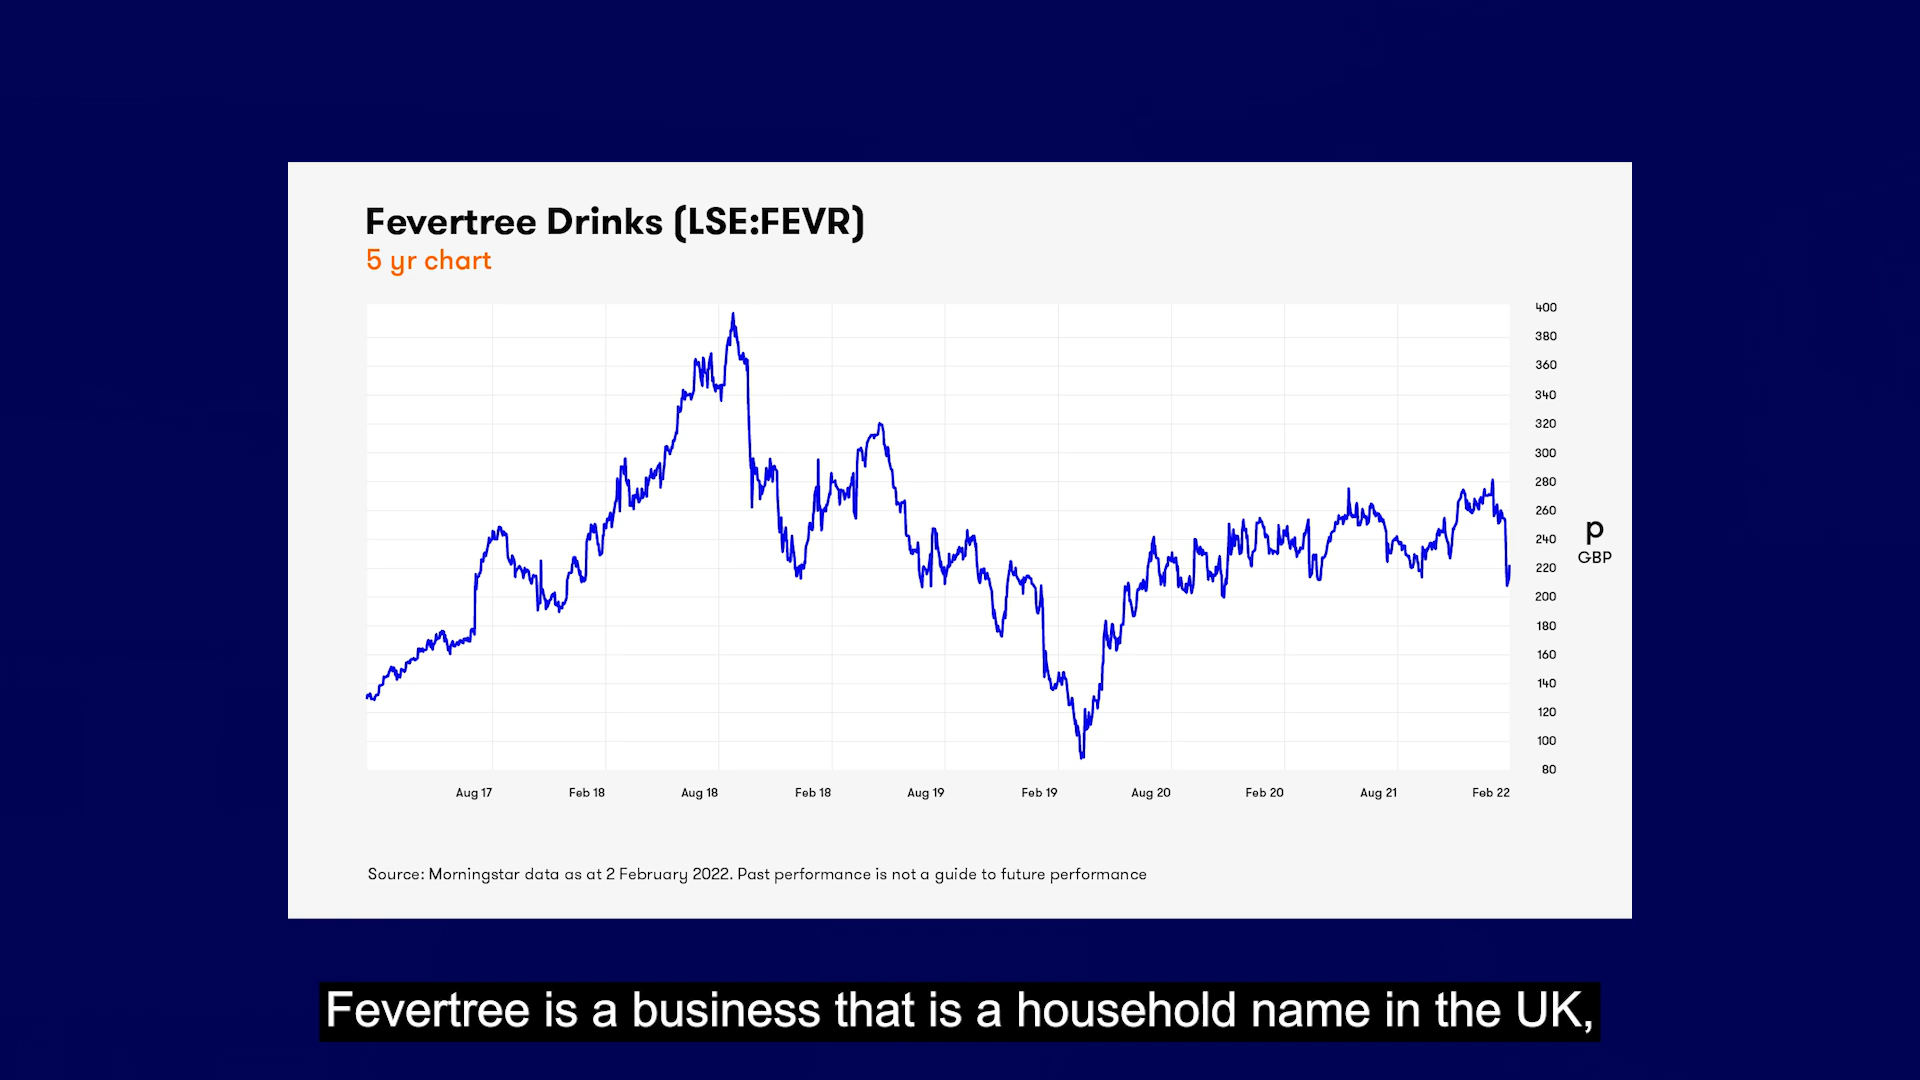 Fevertree Drinks (LSE:FEVR)
5 yr chart
400
380
360
340
320
300
280
260
240
220
200
180
160
140
120
100
80
p
GBP
Aug 17 Feb 18 Aug 18 Feb 18 Aug 19 Feb 19 Aug 20 Feb 20 Aug 21 Feb 22
Source: Morningstar data as at 2 February 2022. Past performance is not a guide to future performance
Fevertree is a business that is a household name in the UK,